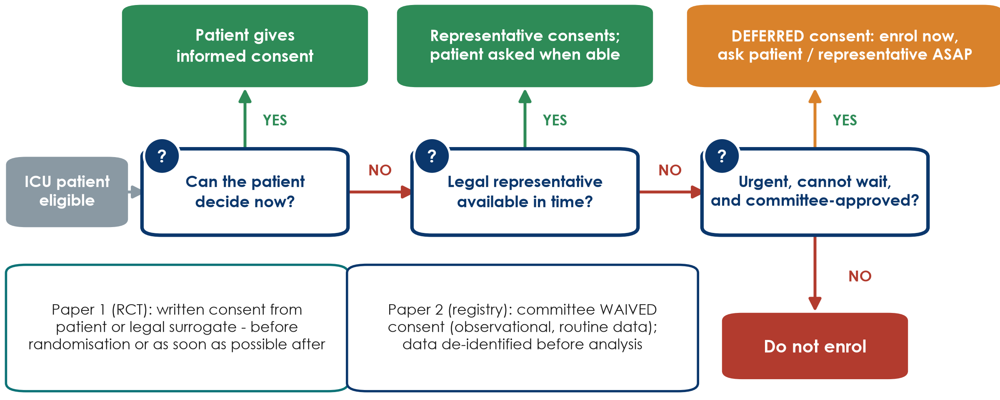 Patient gives
informed consent
Representative consents;
patient asked when able
DEFERRED consent: enrol now,
ask patient / representative ASAP
YES
YES
YES
?
?
?
ICU patient
eligible
Can the patient
decide now?
NO
Legal representative
available in time?
NO
Urgent, cannot wait,
and committee-approved?
NO
Paper 1 (RCT): written consent from
patient or legal surrogate - before
randomisation or as soon as possible after
Paper 2 (registry): committee WAIVED
consent (observational, routine data);
data de-identified before analysis
Do not enrol